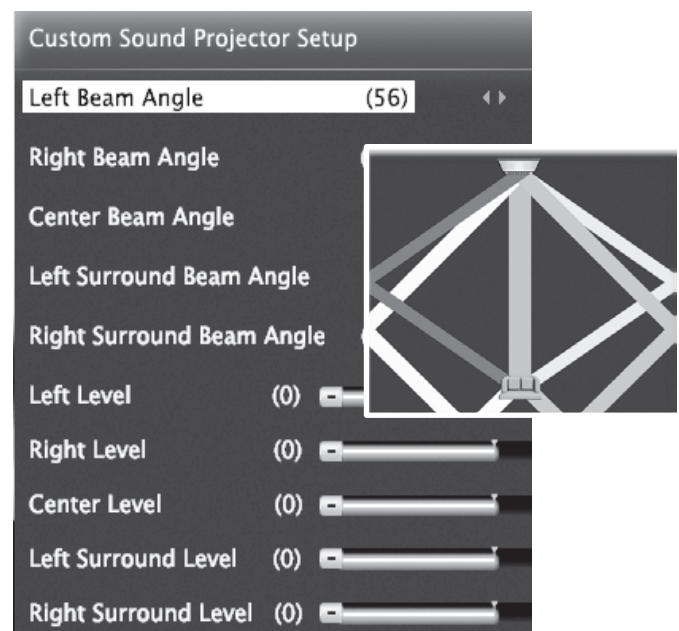 Custom Sound Projector Setup
Left Beam Angle (56)
Right Beam Angle (
Center Beam Angle
Left Surround Beam Angle
Right Surround Beam Angle (
Left Level (0) -
Right Level (0) -
Center Level (0) -
Left Surround Level (0) -
Right Surround Level (0) -